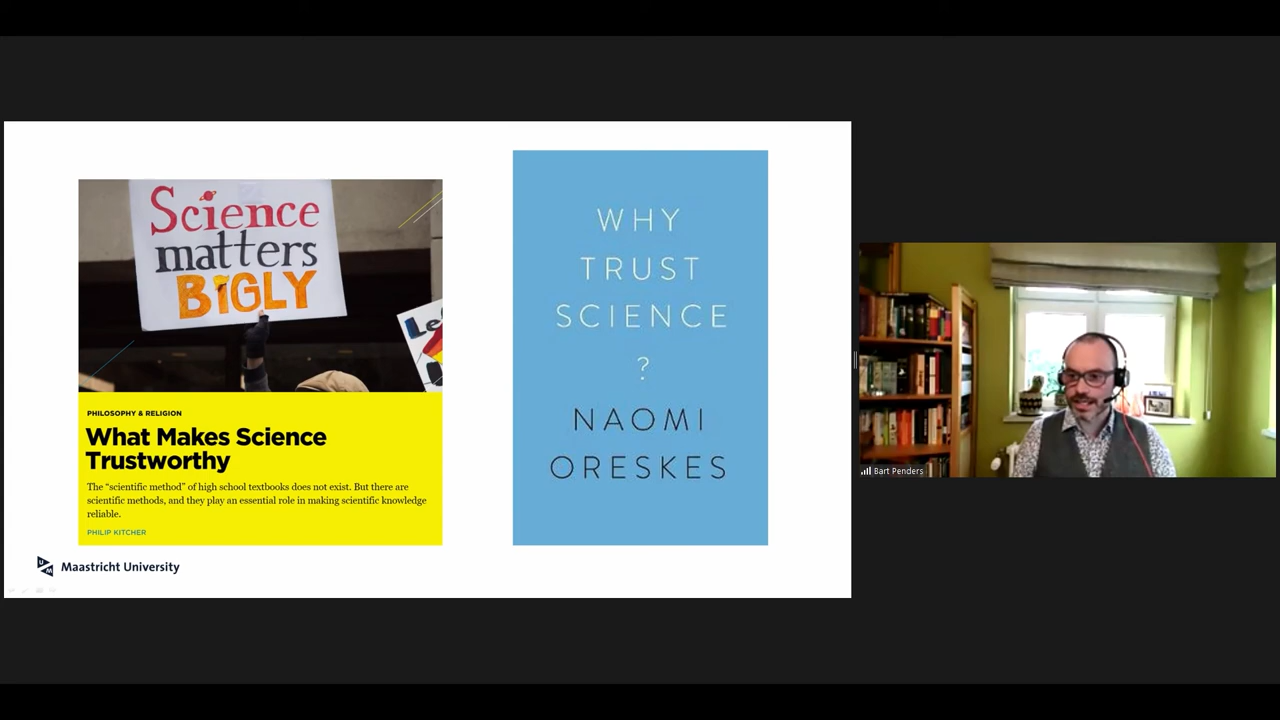 Science
matters
BIGLY
PHILOSOPHY & RELIGION
What Makes Science
Trustworthy
The “scientific method” of high school textbooks does not exist. But there are
scientific methods, and they play an essential role in making scientific knowledge
reliable.
PHILIP KITCHER
WHY
TRUST
SCIENCE
?
NAOMI
ORESKES
UM Maastricht University
Bart Penders